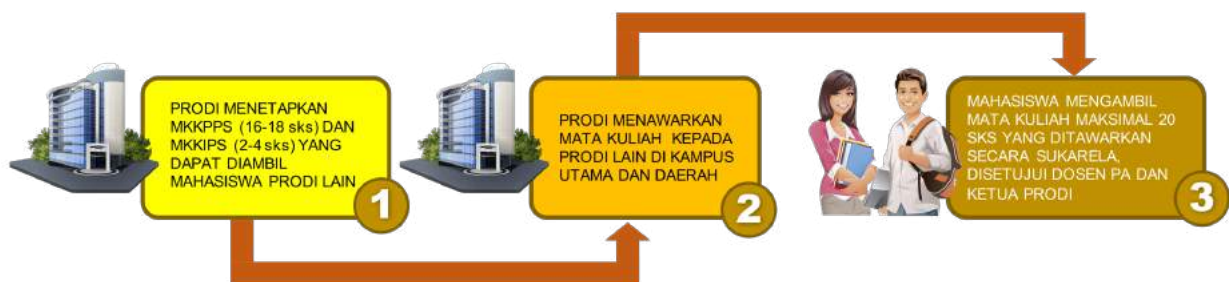 PRODI MENETAPKAN
MKKPPS (16-18 sks) DAN
MKKIPS (2-4 sks) YANG
DAPAT DIAMBIL
MAHASISWA PRODI LAIN
1
PRODI MENAWARKAN
MATA KULIAH KEPADA
PRODI LAIN DI KAMPUS
UTAMA DAN DAERAH
2
MAHASISWA MENGAMBIL
MATA KULIAH MAKSIMAL 20
SKS YANG DITAWARKAN
SECARA SUKARELA,
DISETUJUI DOSEN PA DAN
KETUA PRODI
3